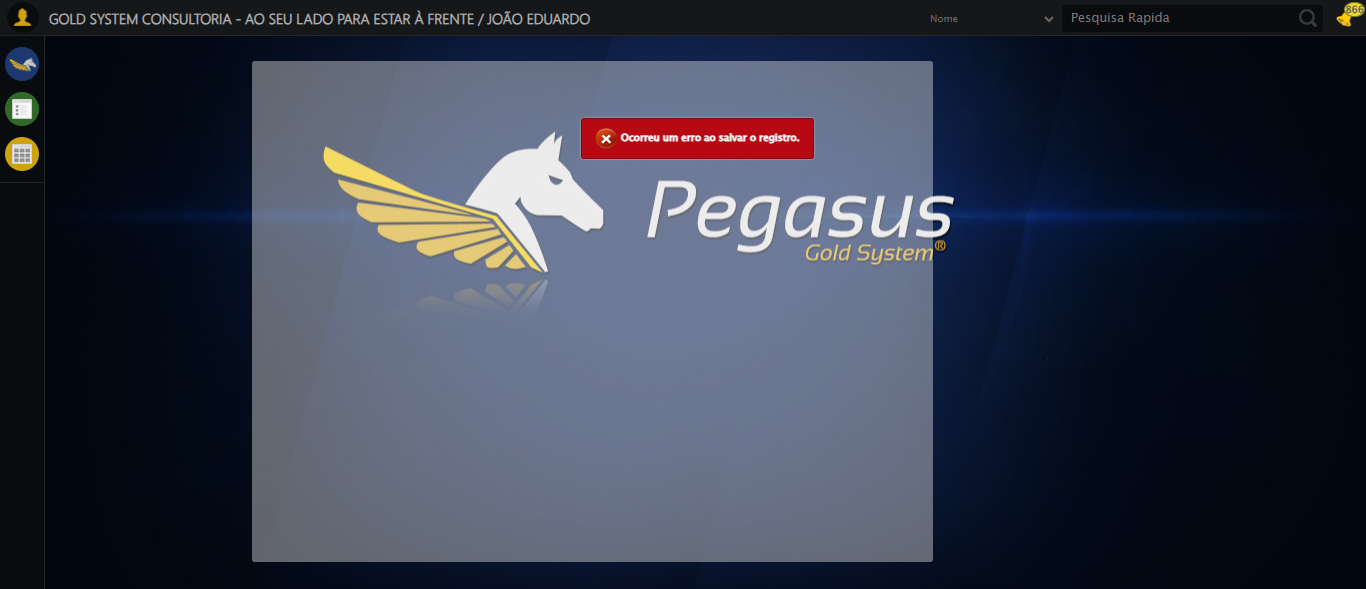 GOLD SYSTEM CONSULTORIA - AO SEU LADO PARA ESTAR À FRENTE / JOÃO EDUARDO
Nome
Pesquisa Rapida
866
Ocorreu um erro ao salvar o registro.
Pegasus
Gold System®